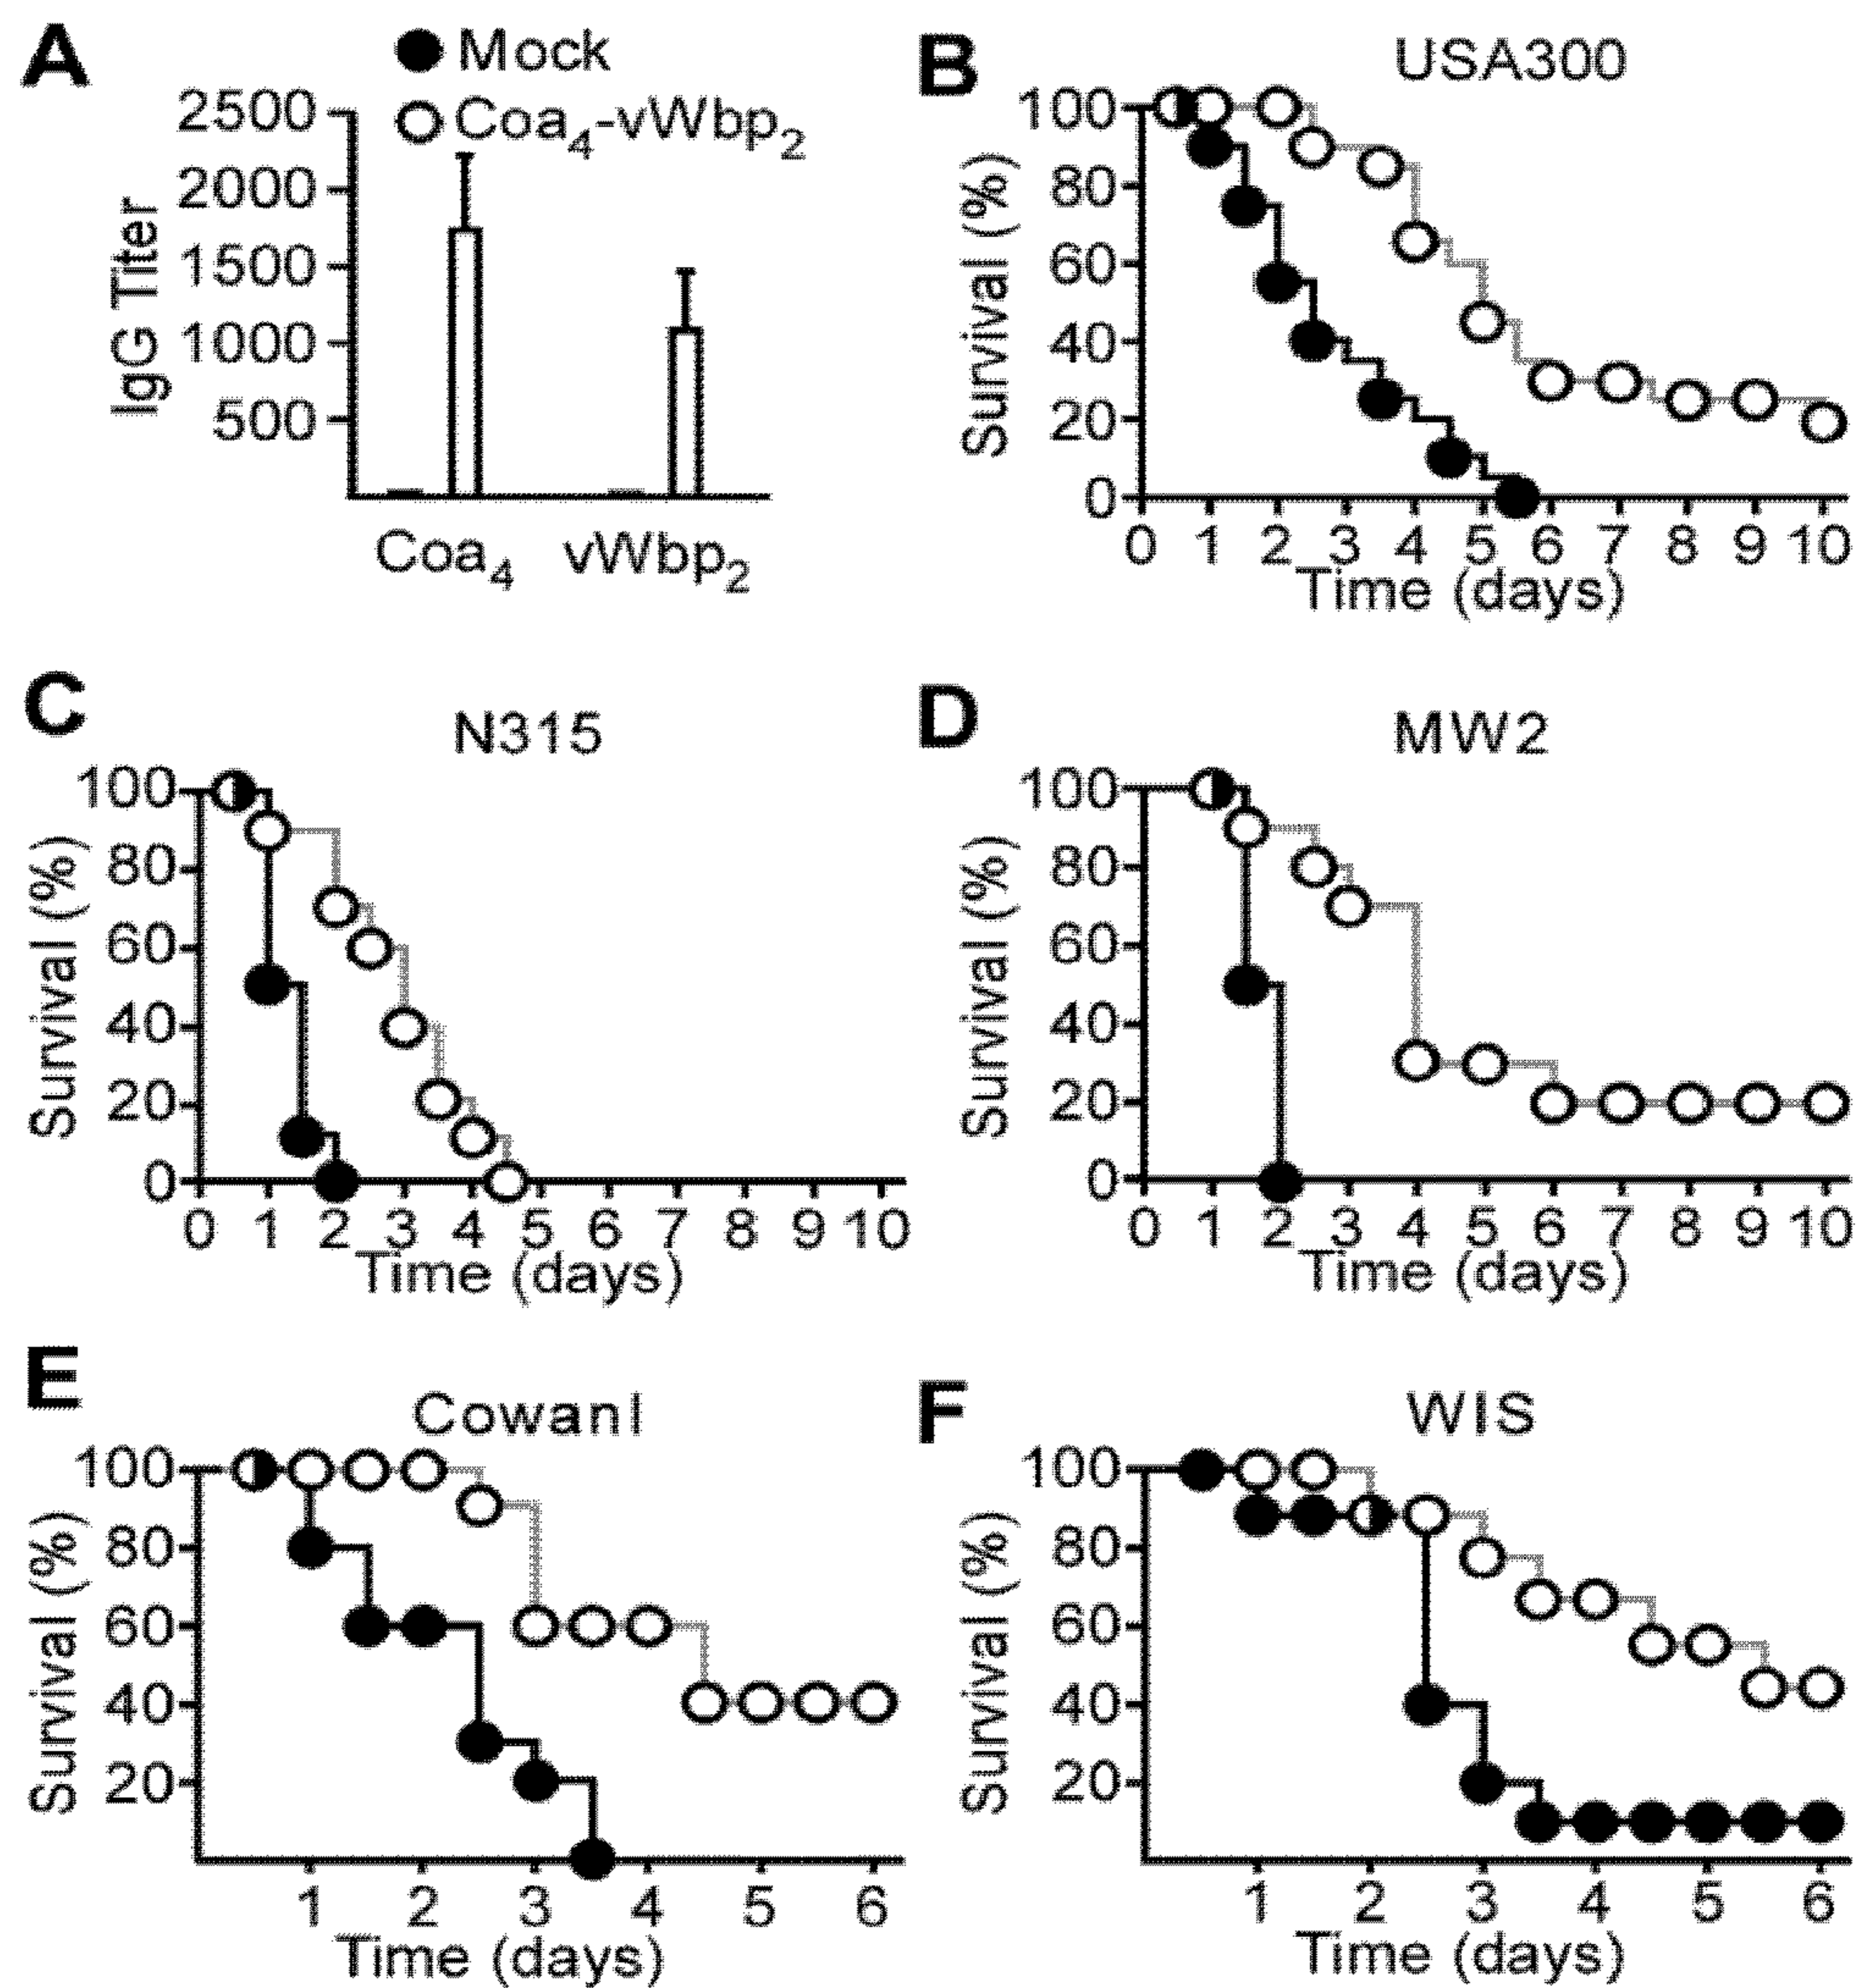 A
Mock
Coa4-vWbp2
IgG Titer
2500
2000
1500
1000
500
Coa4 vWbp2
B
USA300
Survival (%)
100
80
60
40
20
0
0 1 2 3 4 5 6 7 8 9 10
Time (days)
C
N315
Survival (%)
100
80
60
40
20
0
0 1 2 3 4 5 6 7 8 9 10
Time (days)
D
MW2
Survival (%)
100
80
60
40
20
0
0 1 2 3 4 5 6 7 8 9 10
Time (days)
E
CowanI
Survival (%)
100
80
60
40
20
1 2 3 4 5 6
Time (days)
F
WIS
Survival (%)
100
80
60
40
20
1 2 3 4 5 6
Time (days)